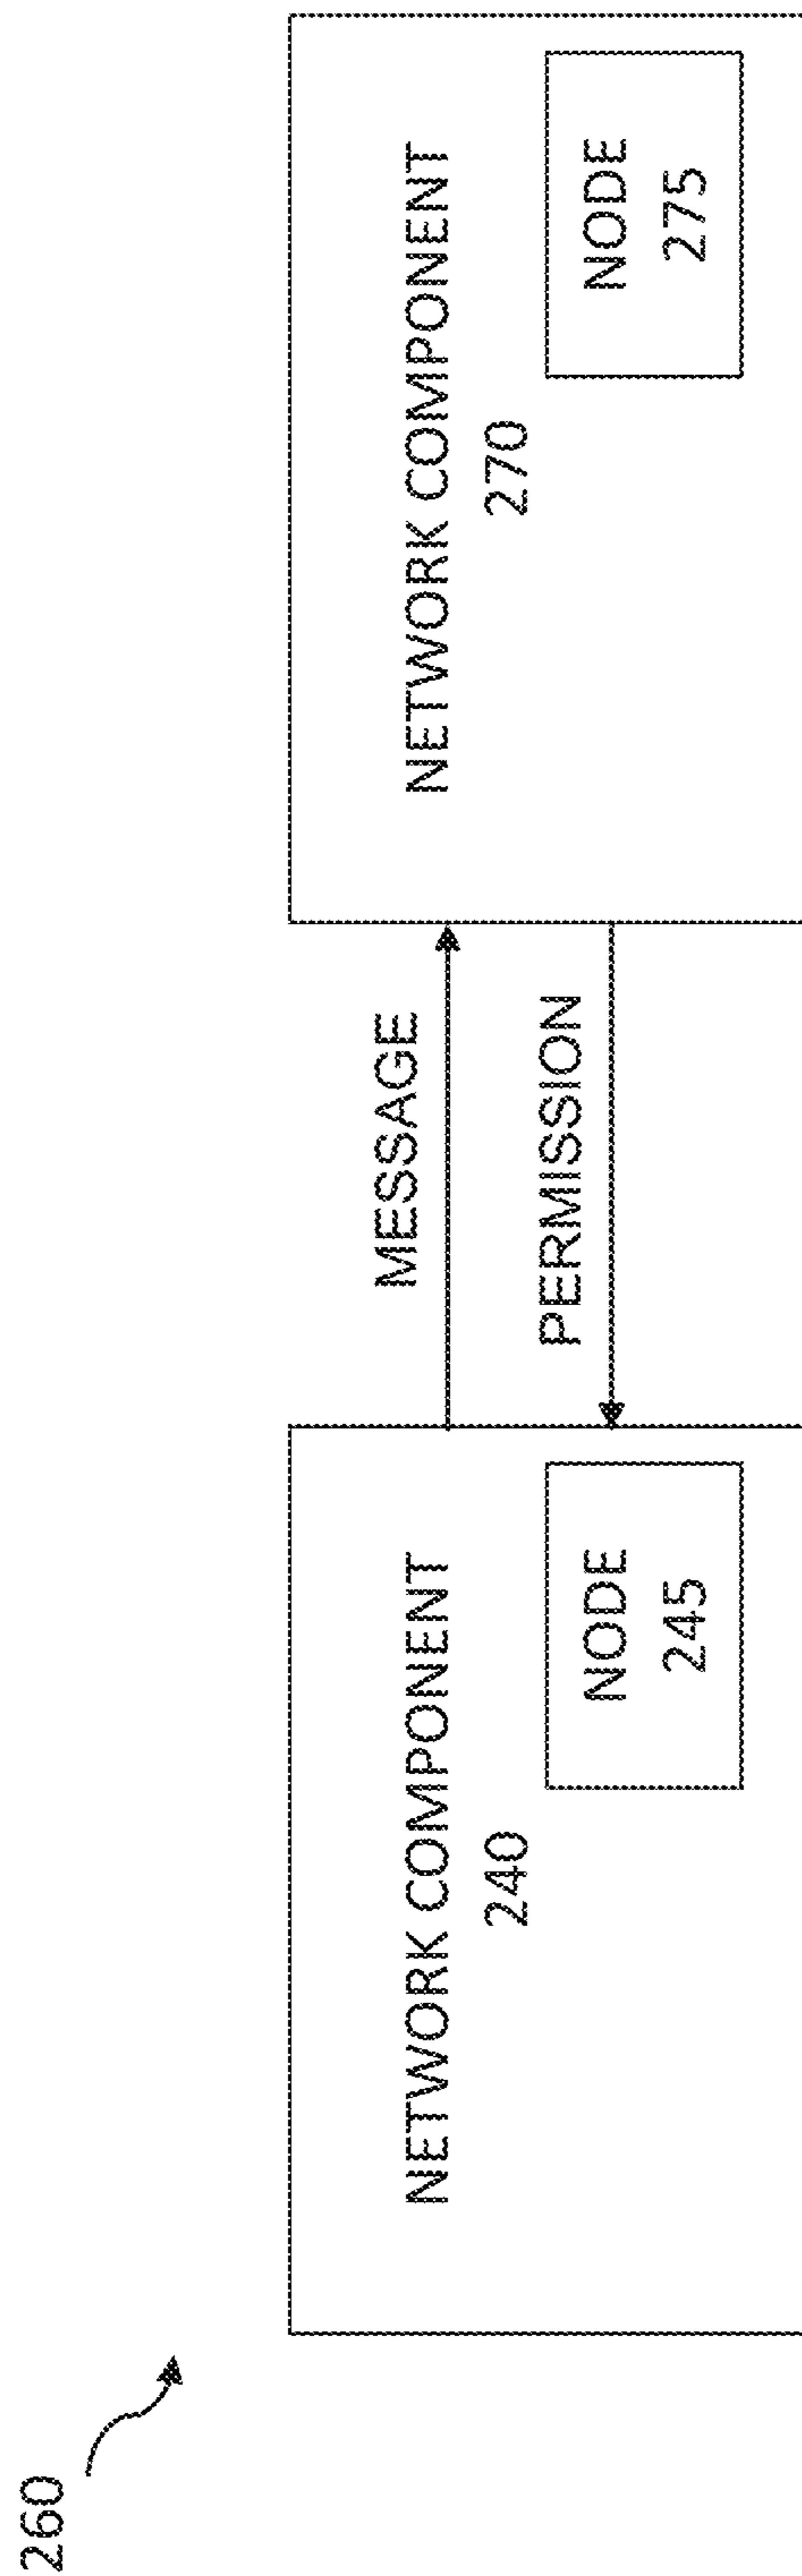 260
NETWORK COMPONENT
240
NODE
245
MESSAGE
PERMISSION
NETWORK COMPONENT
270
NODE
275